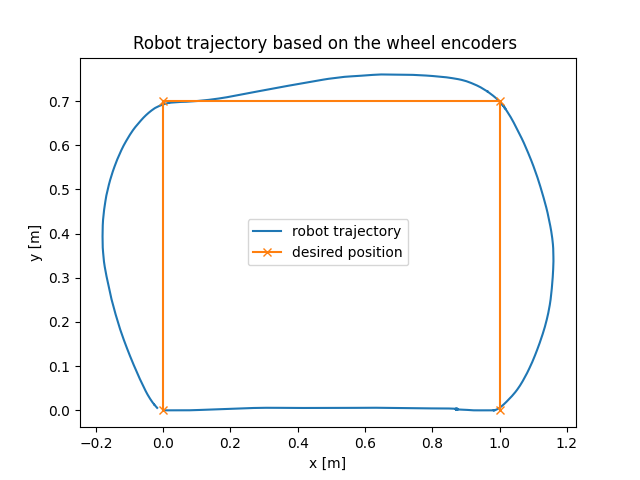 Robot trajectory based on the wheel encoders
y [m]
0.7
0.6
0.5
0.4
0.3
0.2
0.1
0.0
robot trajectory
desired position
−0.2 0.0 0.2 0.4 0.6 0.8 1.0 1.2
x [m]